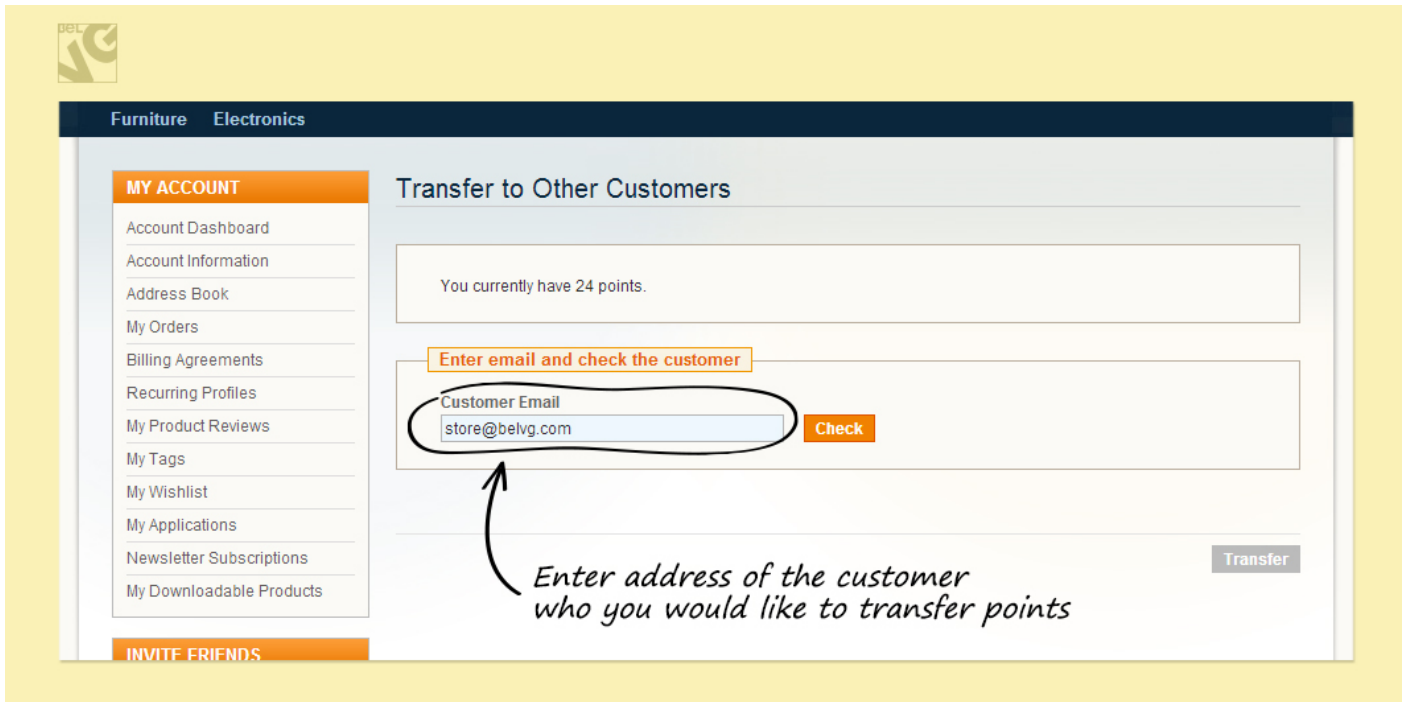 BEL
VG
Furniture Electronics
MY ACCOUNT
Account Dashboard
Account Information
Address Book
My Orders
Billing Agreements
Recurring Profiles
My Product Reviews
My Tags
My Wishlist
My Applications
Newsletter Subscriptions
My Downloadable Products
INVITE FRIENDS
Transfer to Other Customers
You currently have 24 points.
Enter email and check the customer
Customer Email
store@belvg.com
Check
Transfer
Enter address of the customer
who you would like to transfer points